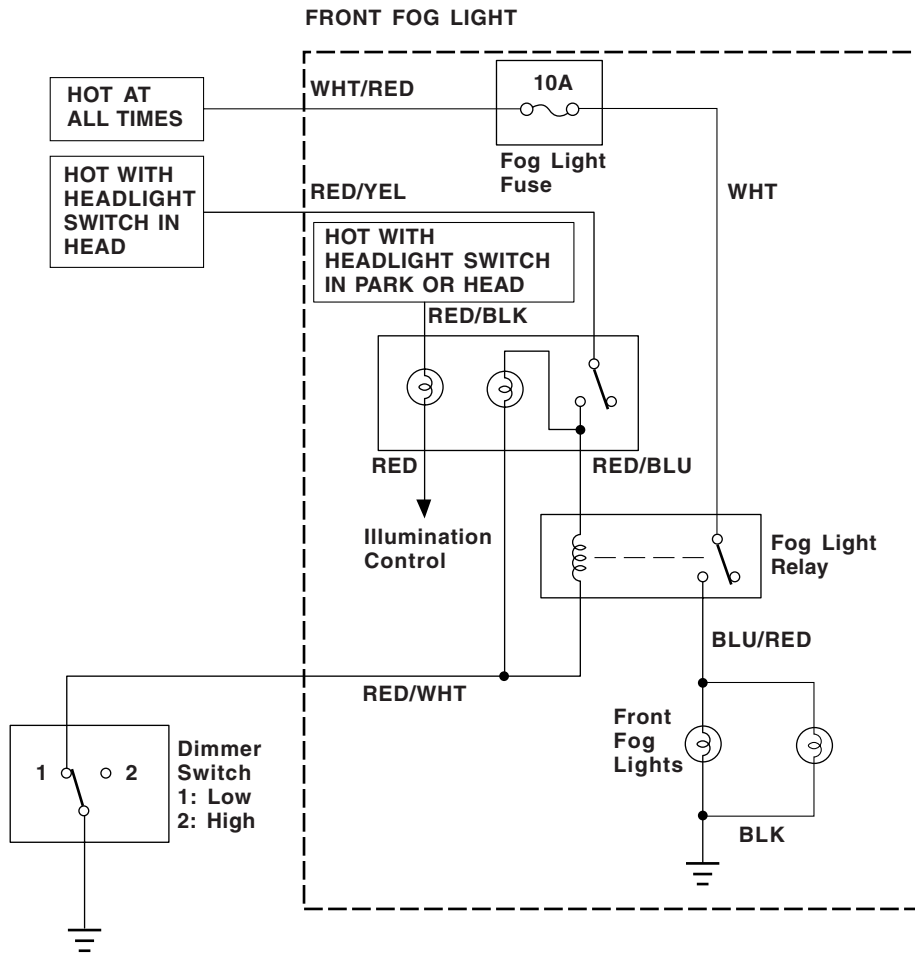 FRONT FOG LIGHT
HOT AT
ALL TIMES
WHT/RED
10A
Fog Light
Fuse
HOT WITH
HEADLIGHT
SWITCH IN
HEAD
RED/YEL
WHT
HOT WITH
HEADLIGHT SWITCH
IN PARK OR HEAD
RED/BLK
RED
RED/BLU
Illumination
Control
Fog Light
Relay
BLU/RED
RED/WHT
Front
Fog
Lights
1
2
Dimmer
Switch
1: Low
2: High
BLK